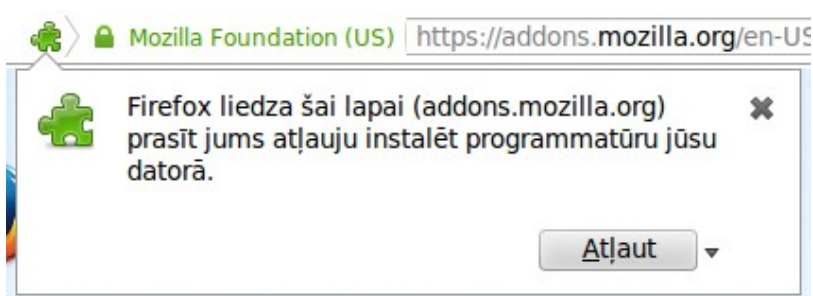 Mozilla Foundation (US) https://addons.mozilla.org/en-US
Firefox liedza šai lapai (addons.mozilla.org)
prasīt jums atļauju instalēt programmatūru jūsu
datorā.
Atļaut